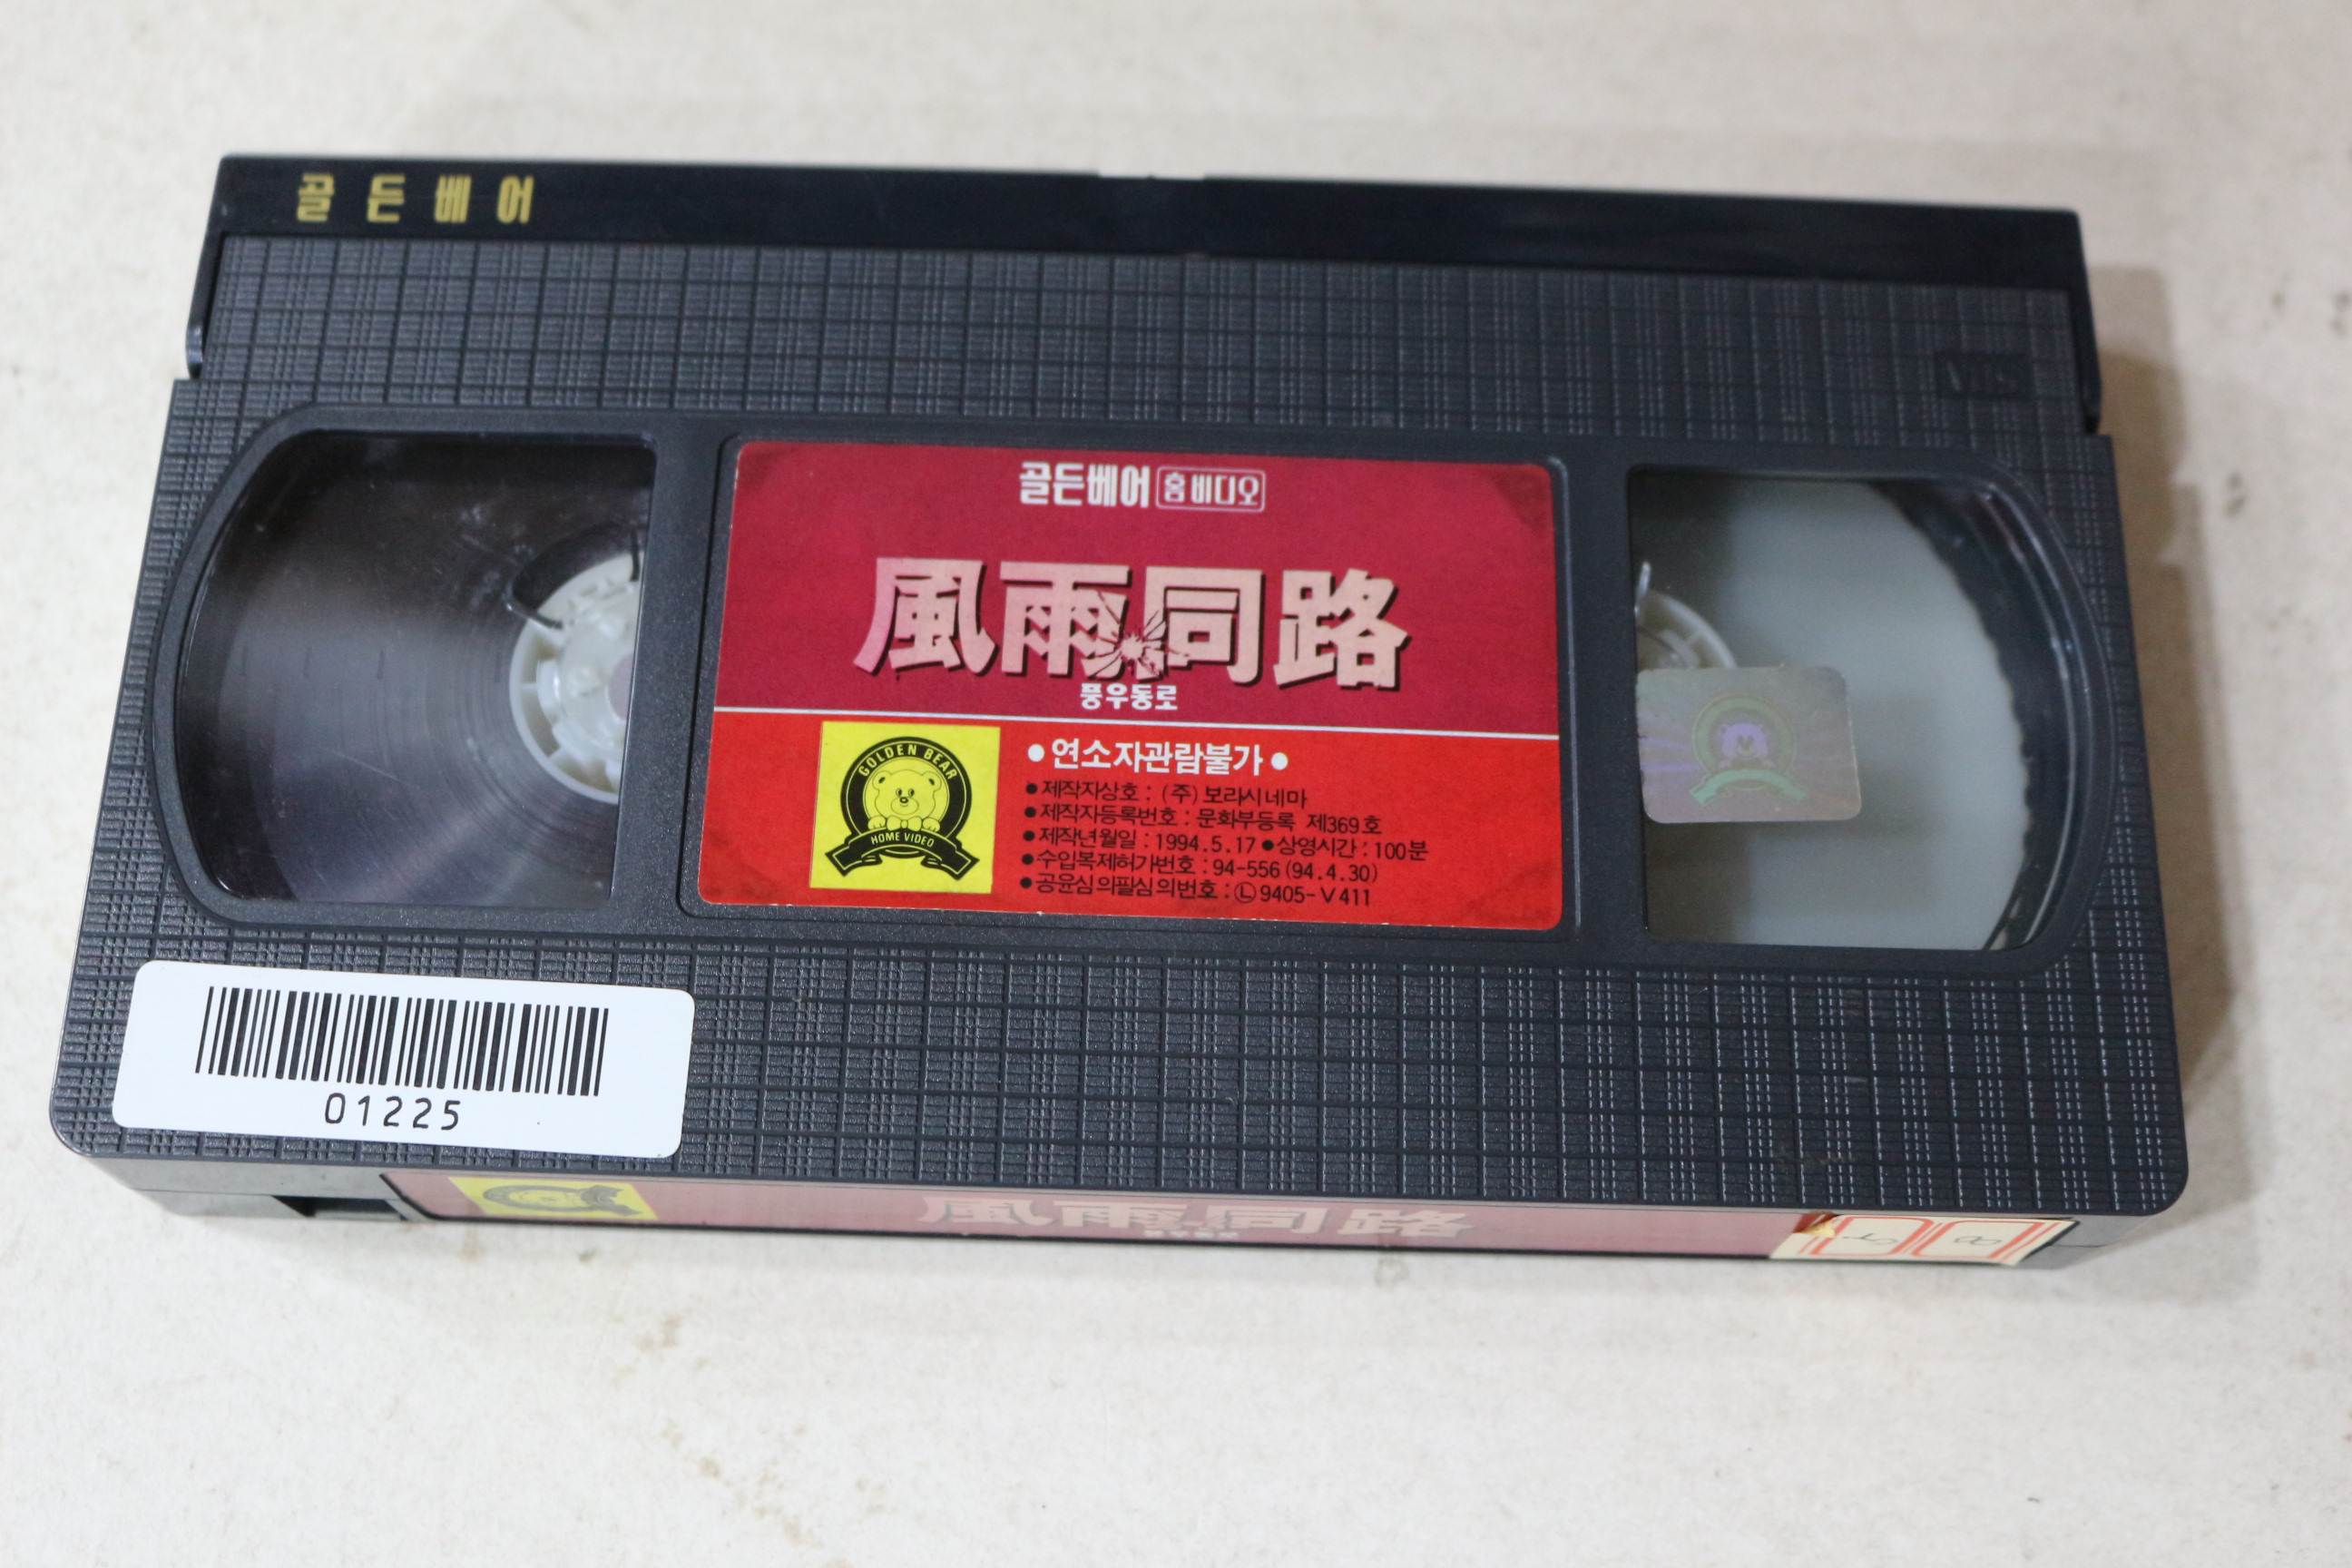 골든베어
VHS
골든베어 홈비디오
風雨同路
풍우동로
GOLDEN BEAR
HOME VIDEO
●연소자관람불가●
●제작자상호 : (주)보라시네마
●제작자등록번호 : 문화부등록 제369호
●제작년월일 : 1994.5.17 ●상영시간 : 100분
●수입복제허가번호 : 94-556 (94.4.30)
●공윤심의필심의번호 : Ⓛ9405-V411
01225
風雨同路
풍우동로